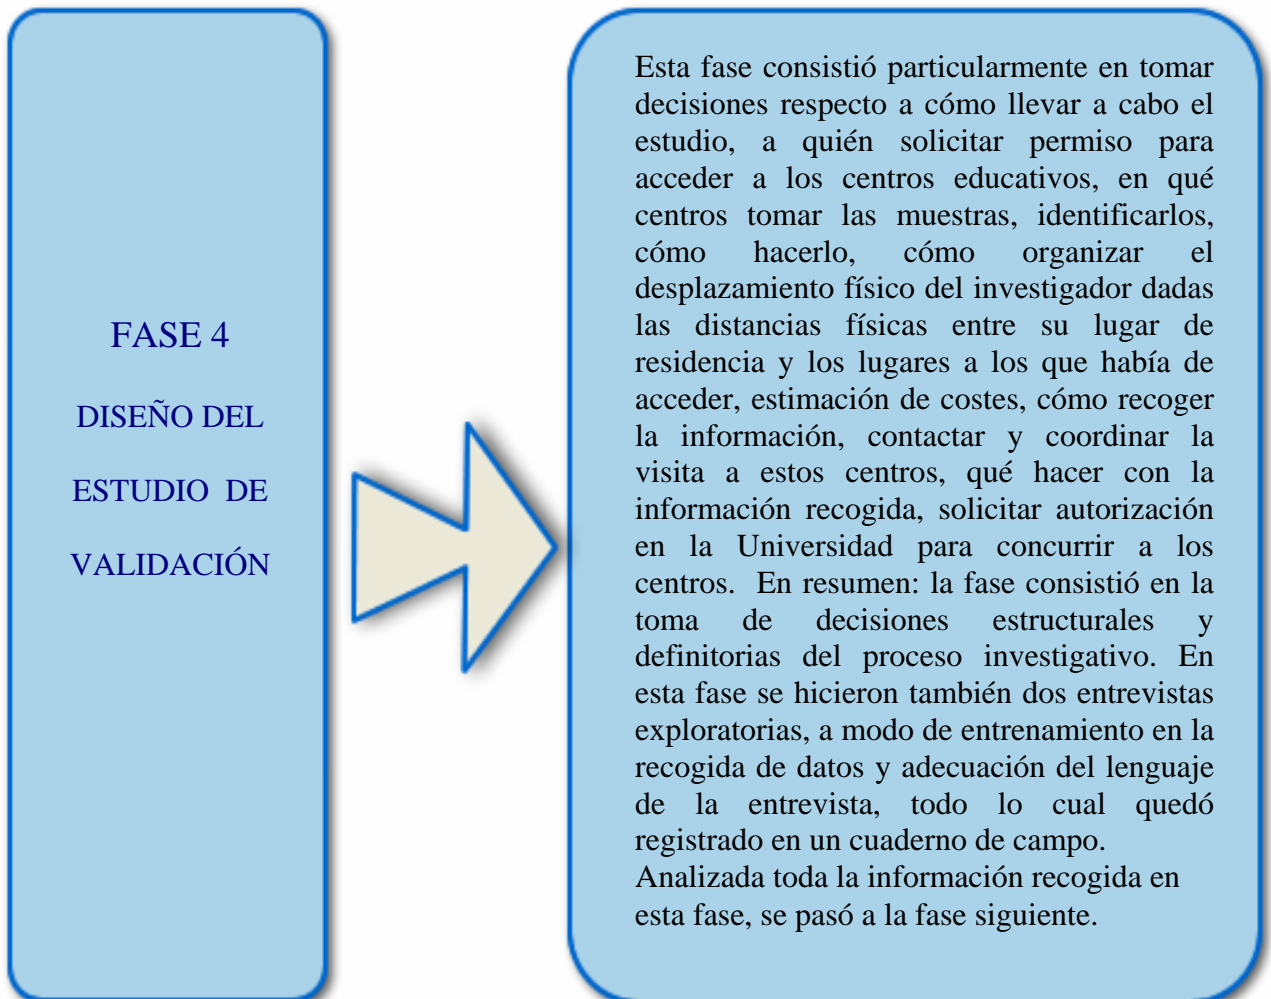 FASE 4
DISEÑO DEL
ESTUDIO DE
VALIDACIÓN
Esta fase consistió particularmente en tomar
decisiones respecto a cómo llevar a cabo el
estudio, a quién solicitar permiso para
acceder a los centros educativos, en qué
centros tomar las muestras, identificarlos,
cómo hacerlo, cómo organizar el
desplazamiento físico del investigador dadas
las distancias físicas entre su lugar de
residencia y los lugares a los que había de
acceder, estimación de costes, cómo recoger
la información, contactar y coordinar la
visita a estos centros, qué hacer con la
información recogida, solicitar autorización
en la Universidad para concurrir a los
centros. En resumen: la fase consistió en la
toma de decisiones estructurales y
definitorias del proceso investigativo. En
esta fase se hicieron también dos entrevistas
exploratorias, a modo de entrenamiento en la
recogida de datos y adecuación del lenguaje
de la entrevista, todo lo cual quedó
registrado en un cuaderno de campo.
Analizada toda la información recogida en
esta fase, se pasó a la fase siguiente.